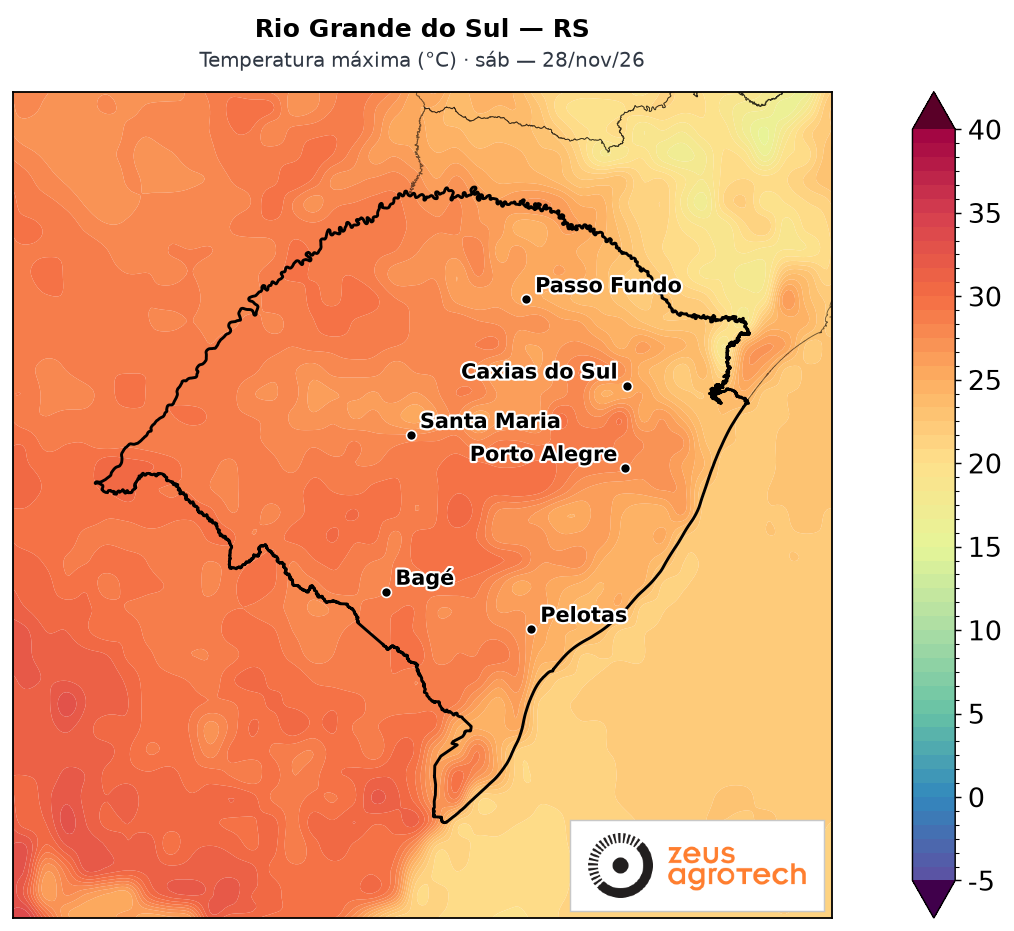 Rio Grande do Sul — RS
Temperatura máxima (°C) · sáb — 28/nov/26
Passo Fundo
Caxias do Sul
Santa Maria
Porto Alegre
Bagé
Pelotas
40
35
30
25
20
15
10
5
0
-5
zeus
agrotech